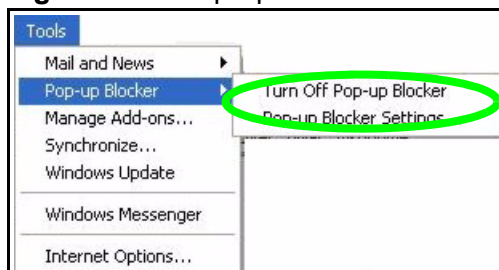 Tools
Mail and News
Pop-up Blocker
Turn Off Pop-up Blocker
Manage Add-ons...
Pop-up Blocker Settings
Synchronize...
Windows Update
Windows Messenger
Internet Options...